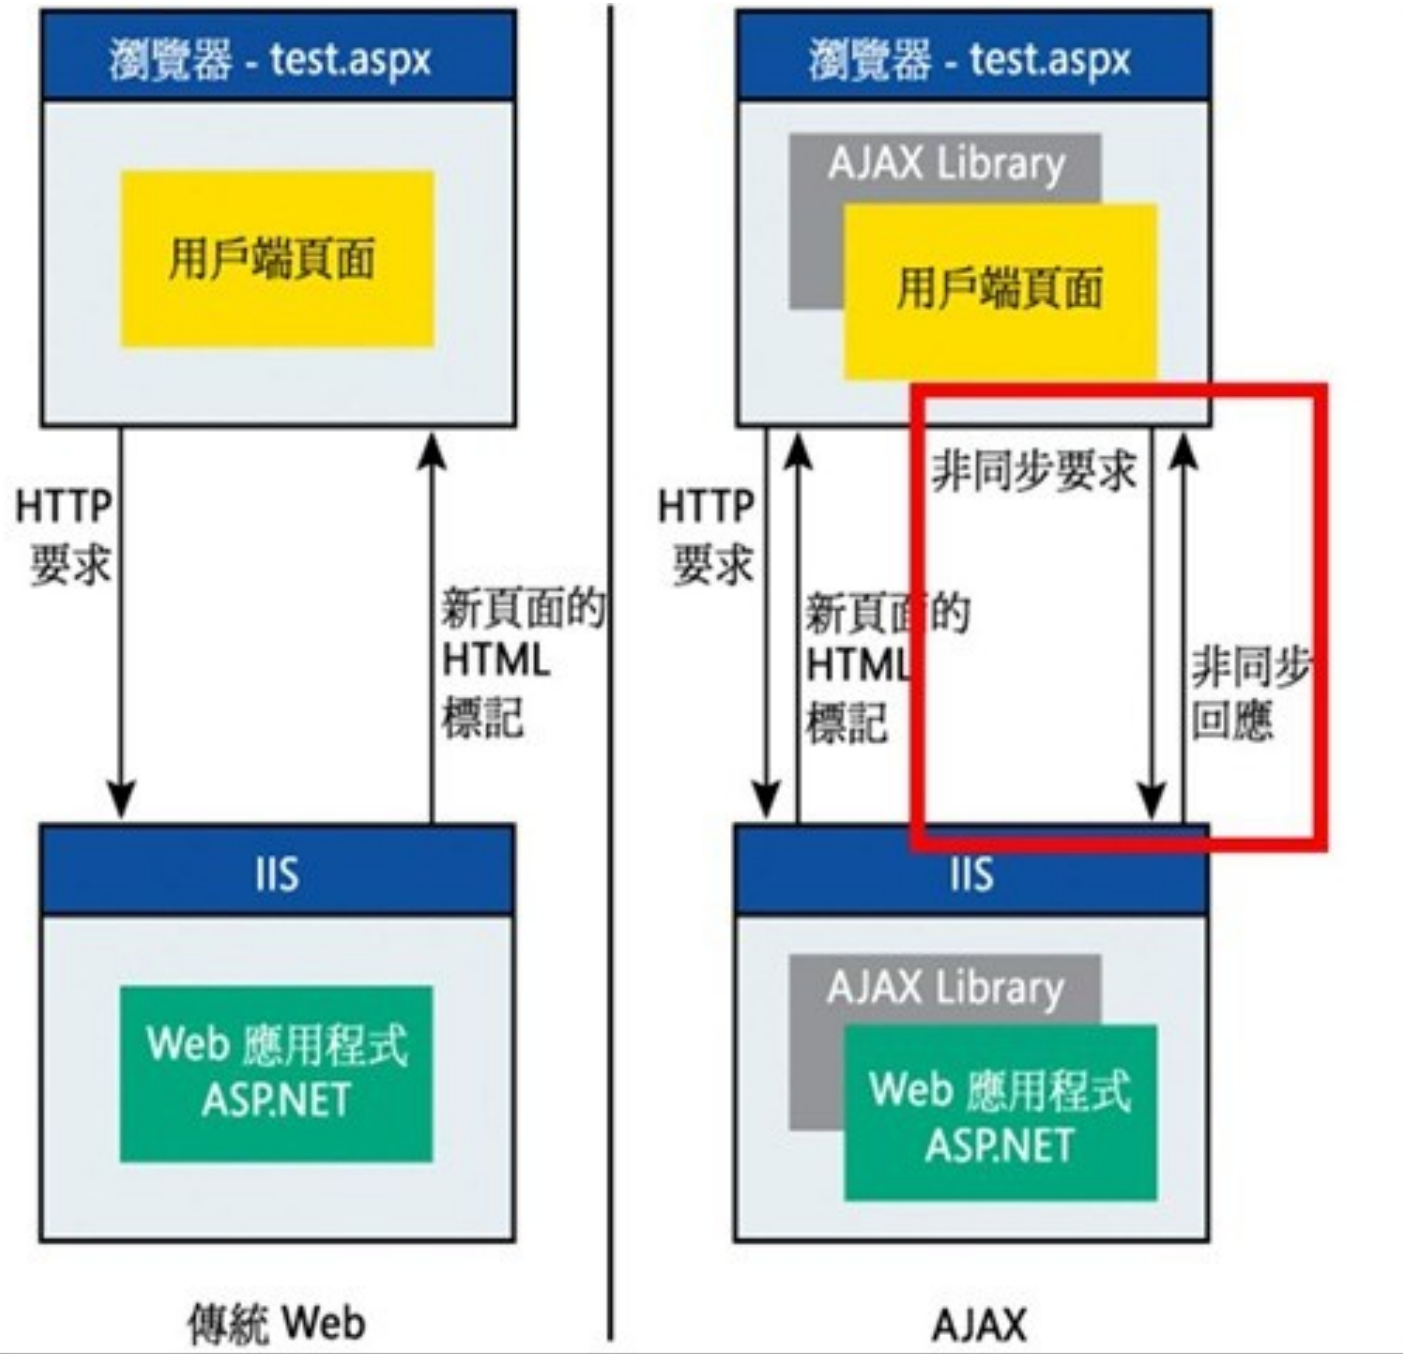 瀏覽器 - test.aspx
用戶端頁面
HTTP
要求
新頁面的
HTML
標記
IIS
Web 應用程式
ASP.NET
傳統 Web
瀏覽器 - test.aspx
AJAX Library
用戶端頁面
HTTP
要求
新頁面的
HTML
標記
非同步要求
非同步
回應
IIS
AJAX Library
Web 應用程式
ASP.NET
AJAX